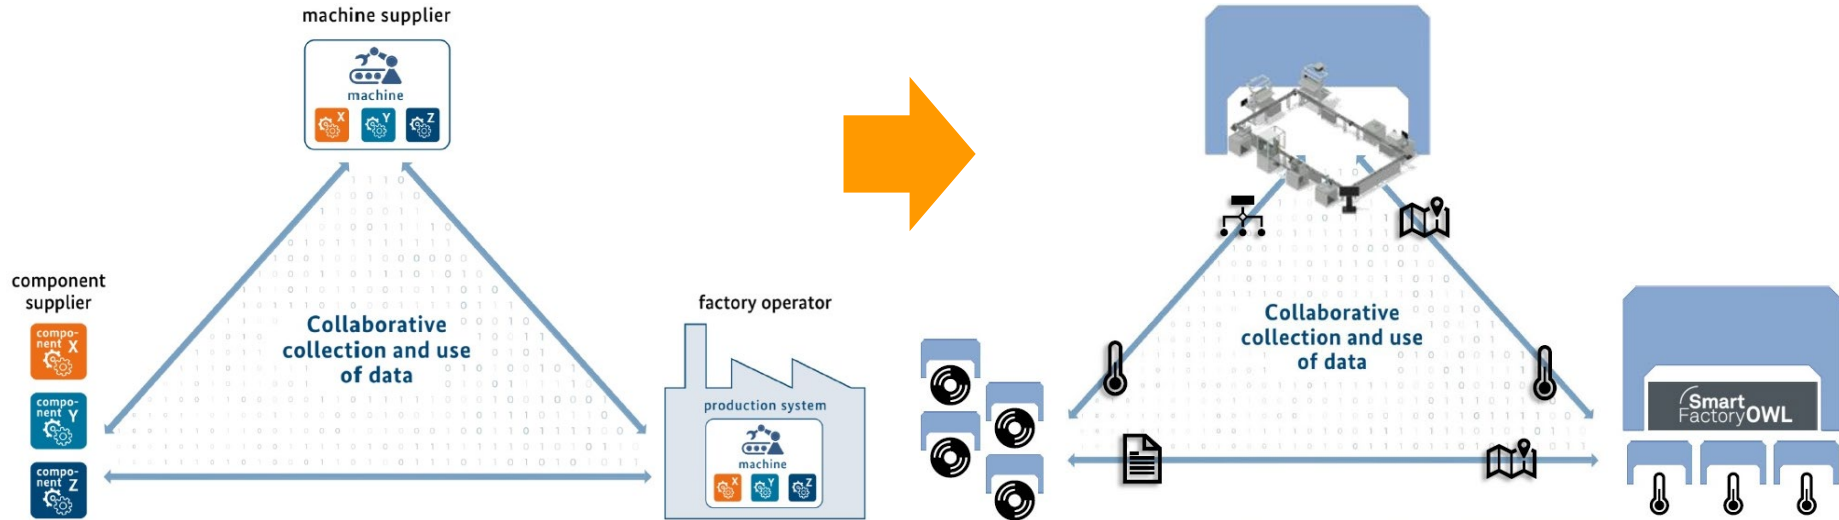 machine supplier
machine
X
Y
Z
component
supplier
compo-
nent X
compo-
nent Y
compo-
nent Z
Collaborative
collection and use
of data
factory operator
production system
machine
X
Y
Z
Collaborative
collection and use
of data
Smart
FactoryOWL